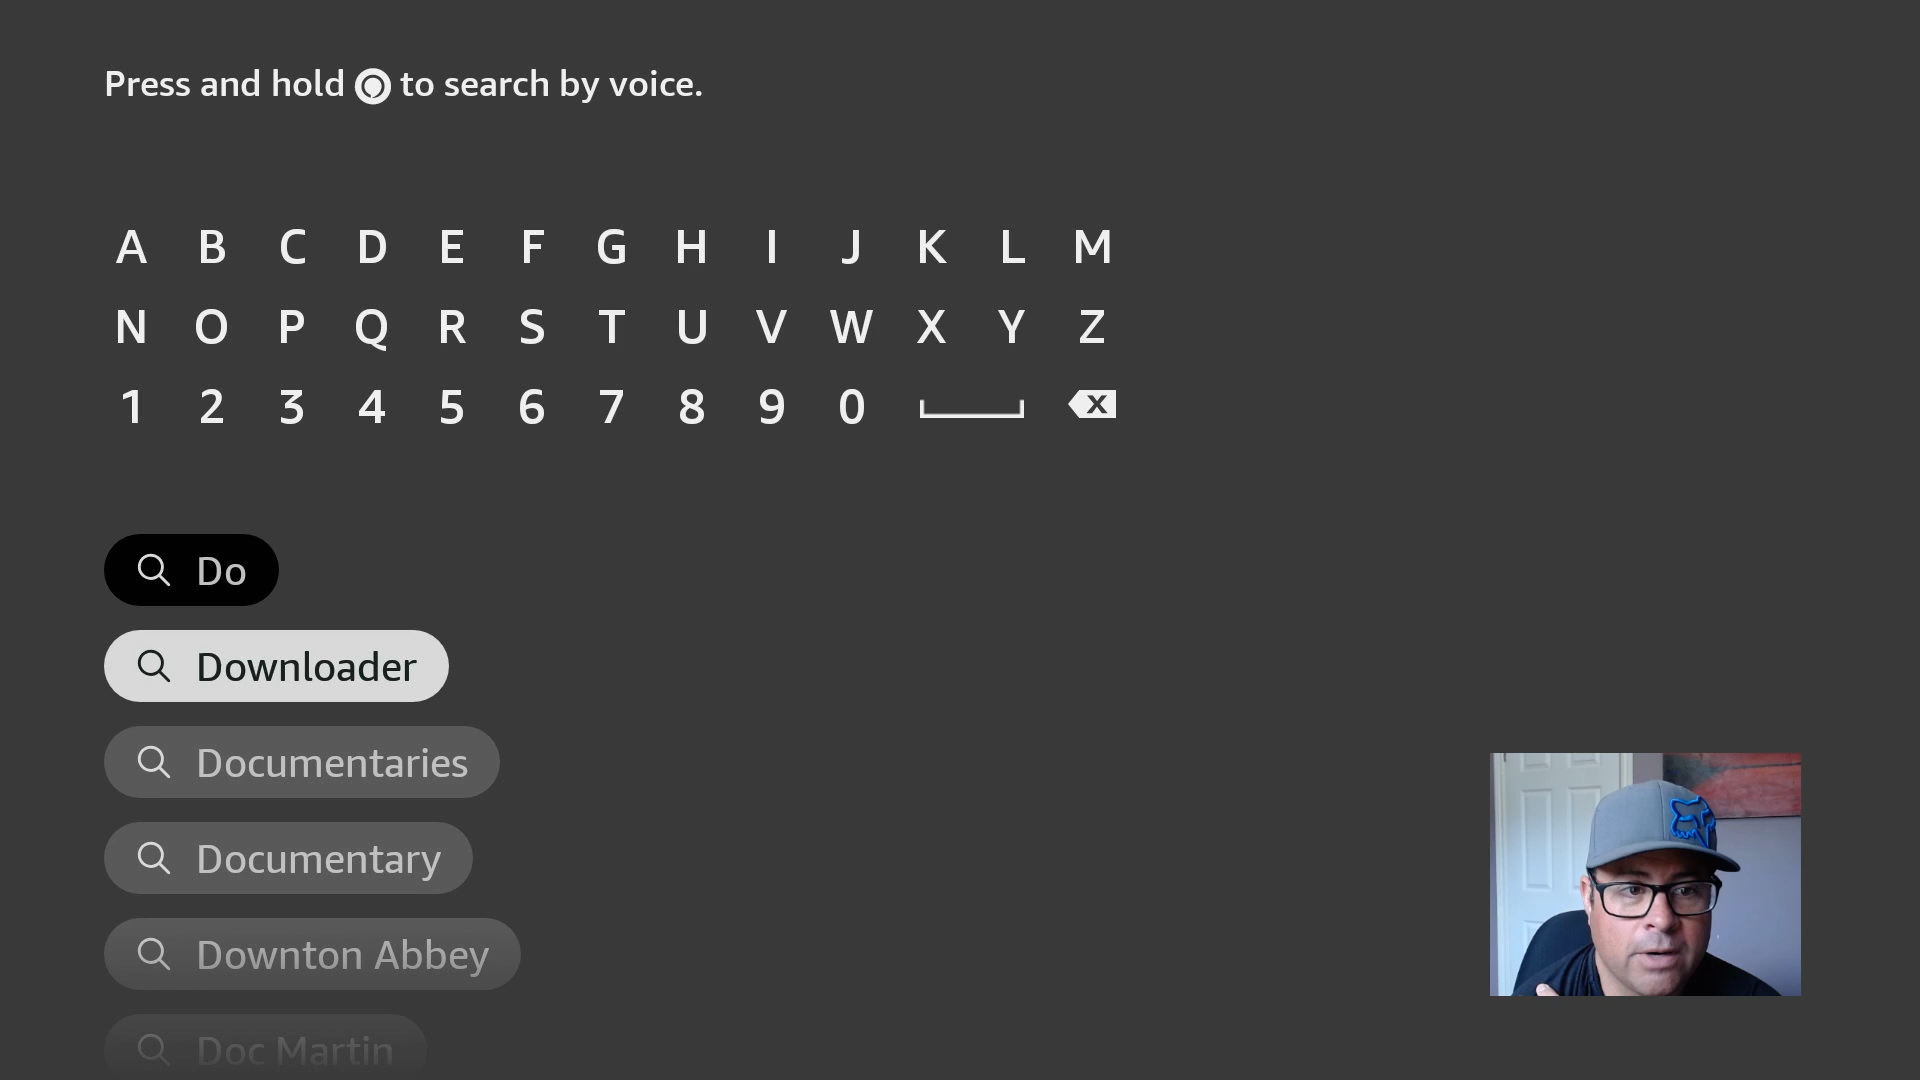 Press and hold to search by voice.
A B C D E F G H I J K L M
N O P Q R S T U V W X Y Z
1 2 3 4 5 6 7 8 9 0
Do
Downloader
Documentaries
Documentary
Downton Abbey
Doc Martin